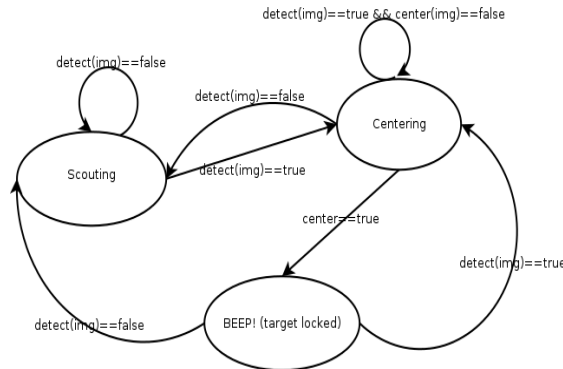 detect(img)==true && center(img)==false
detect(img)==false
detect(img)==false
Centering
Scouting
detect(img)==true
center==true
detect(img)==true
BEEP! (target locked)
detect(img)==false